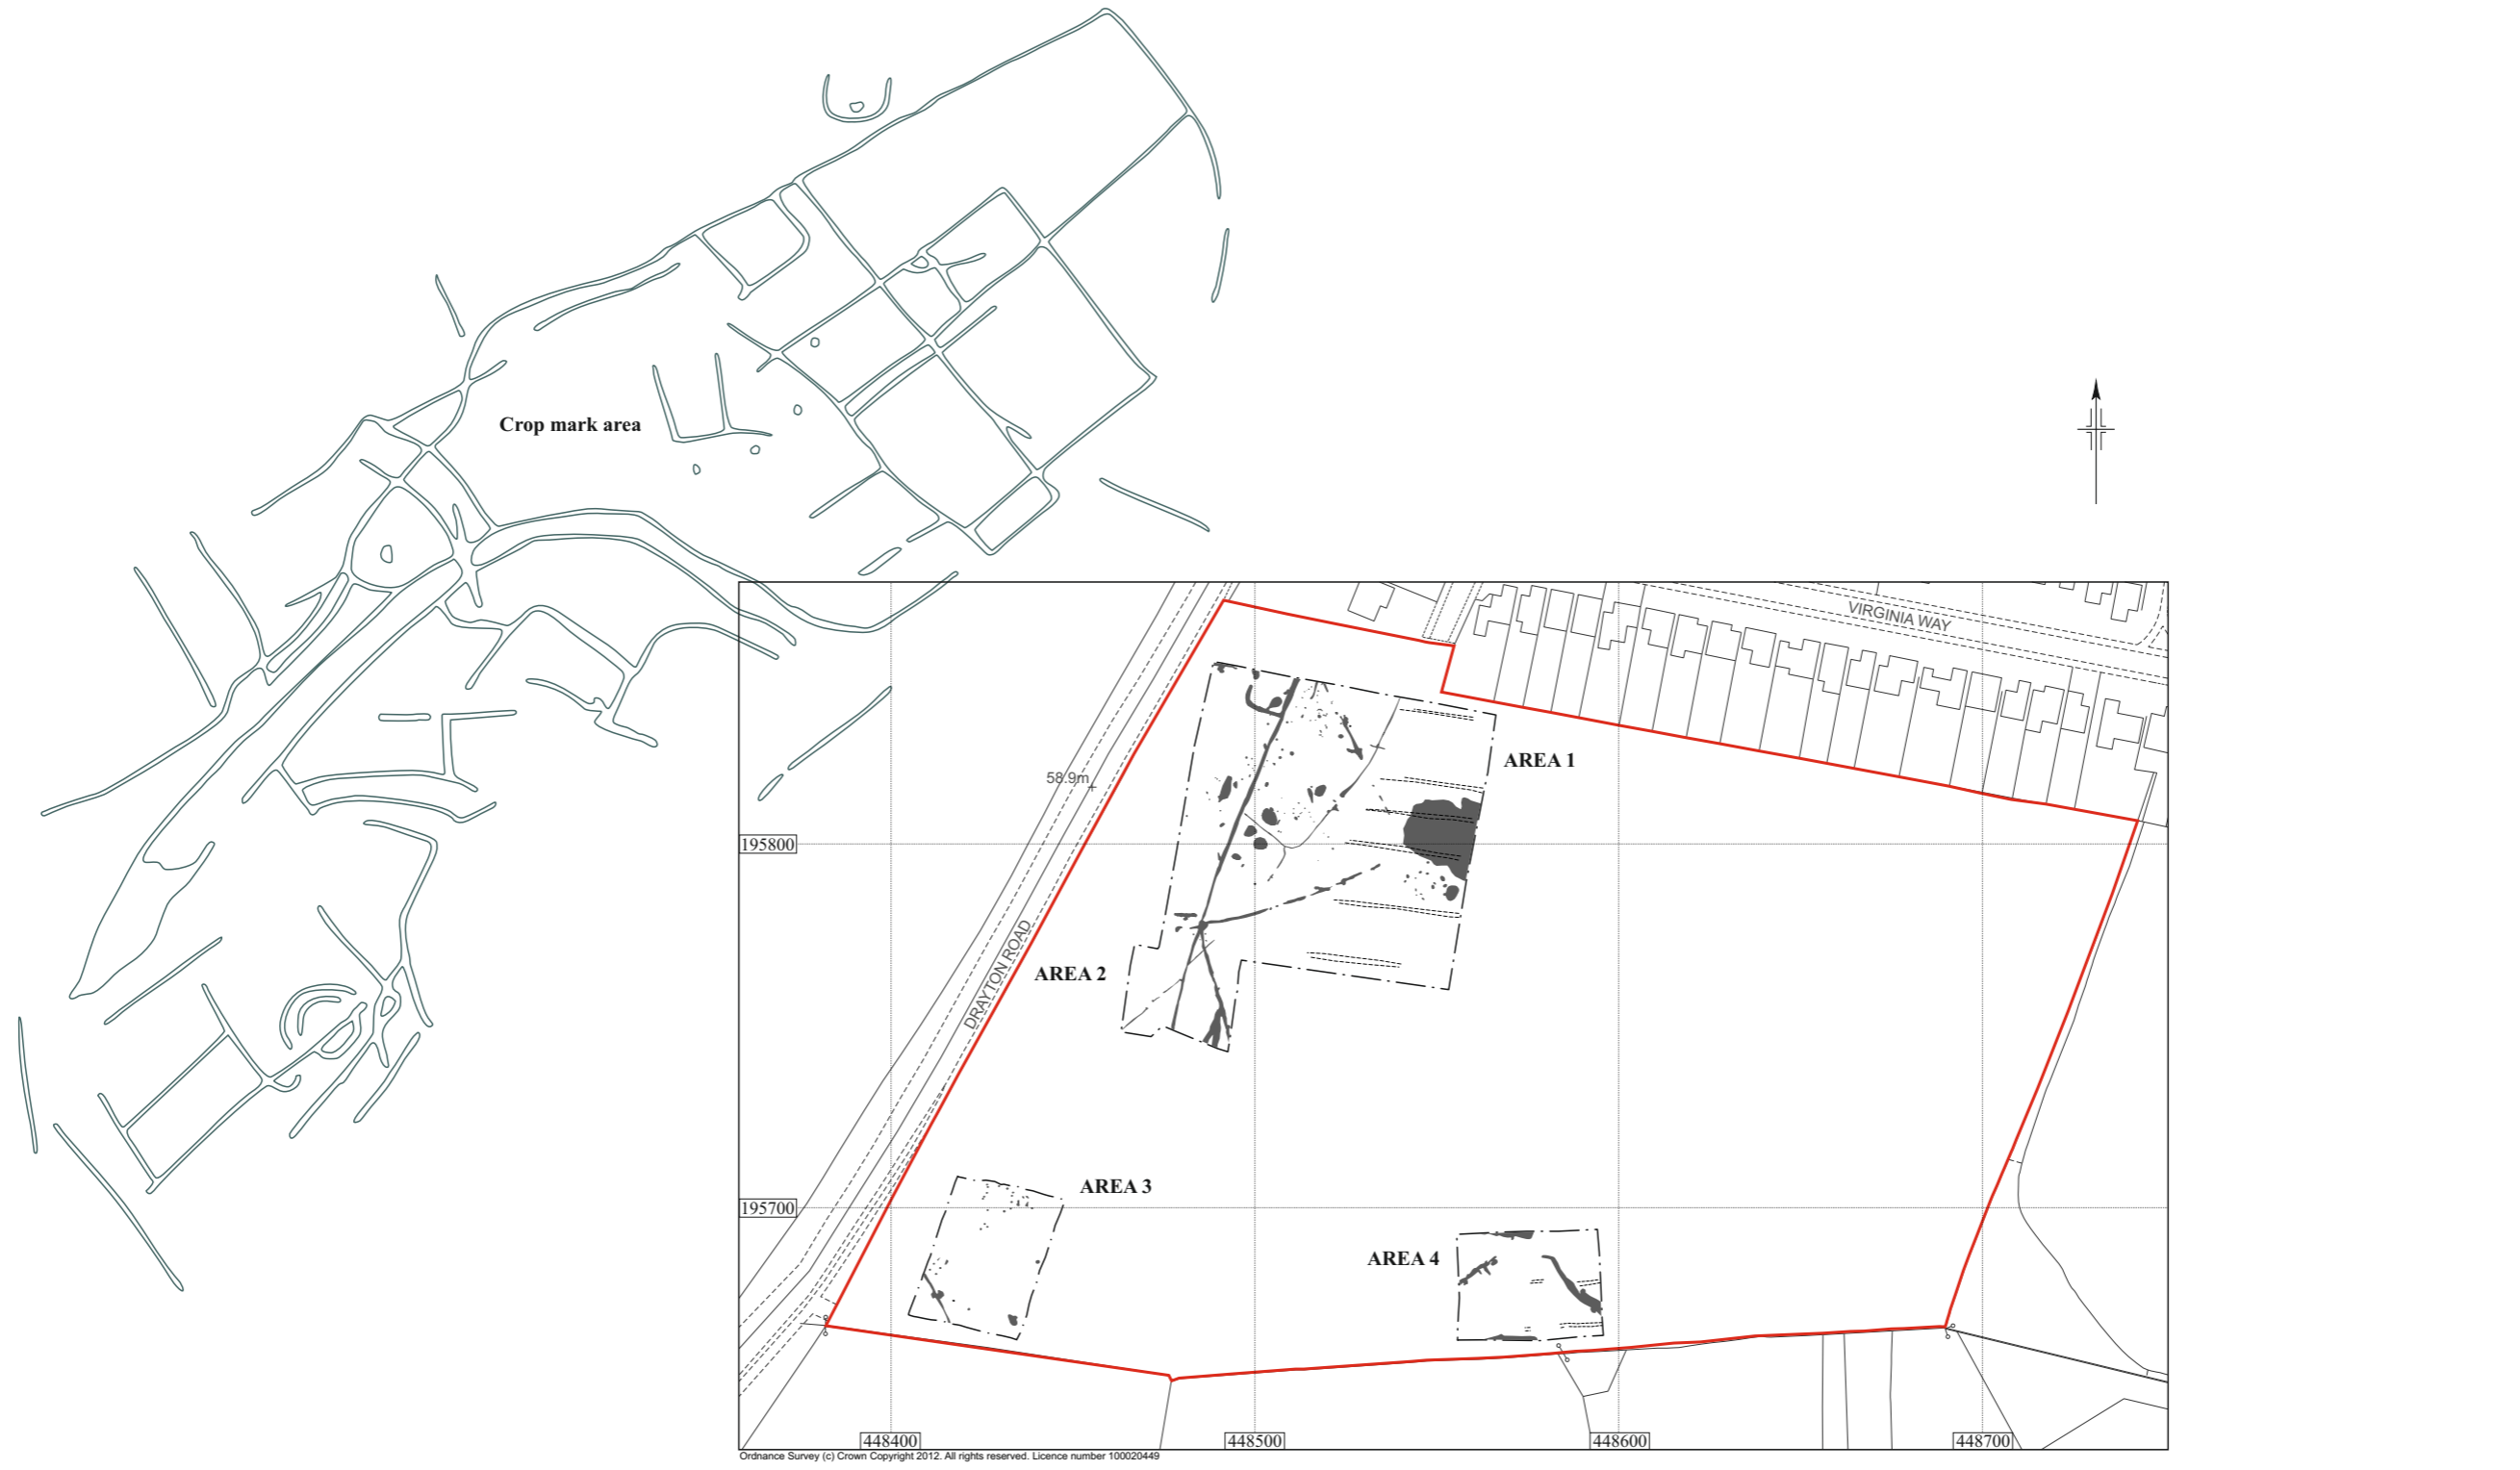 Crop mark area
VIRGINIA WAY
AREA 1
58.9m
195800
DRAYTON ROAD
AREA 2
AREA 3
195700
AREA 4
448400
448500
448600
448700
Ordnance Survey (c) Crown Copyright 2012. All rights reserved. Licence number 100020449